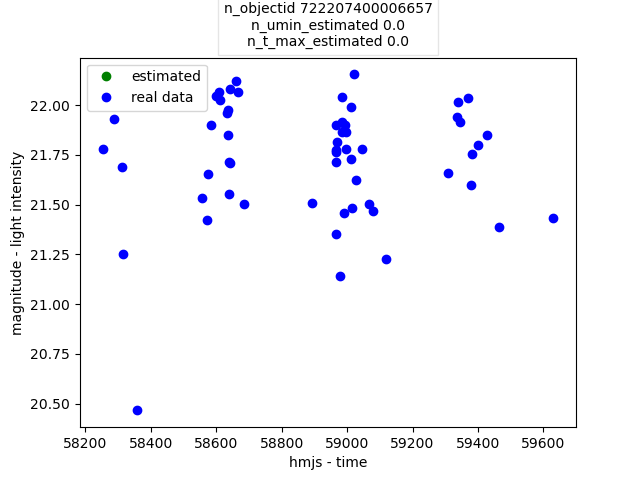 n_objectid 722207400006657
n_umin_estimated 0.0
n_t_max_estimated 0.0
estimated
real data
22.00
21.75
21.50
21.25
21.00
20.75
20.50
magnitude - light intensity
58200 58400 58600 58800 59000 59200 59400 59600
hmjs - time